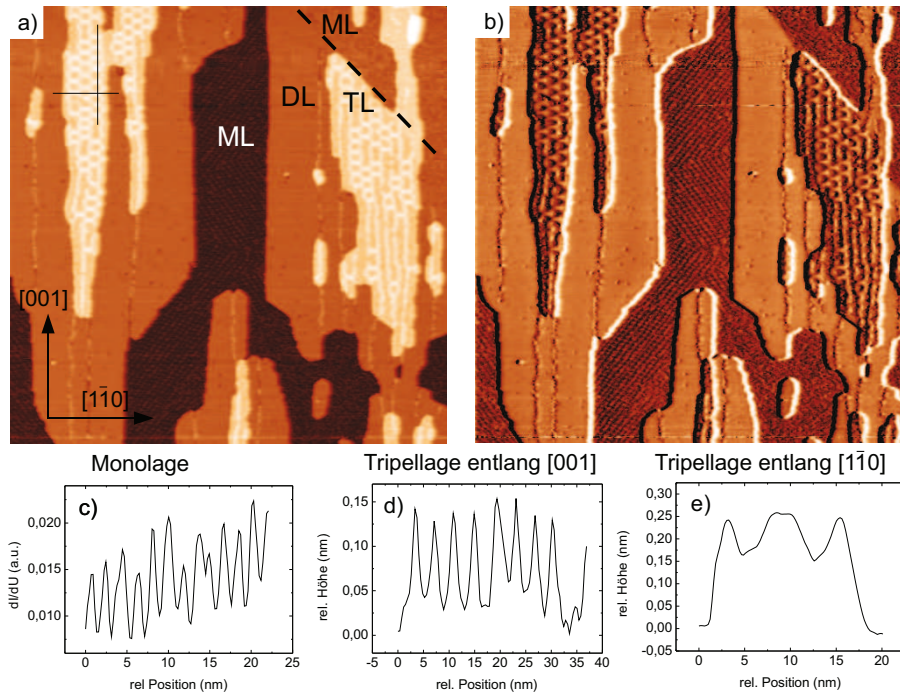 a)
ML
DL
TL
ML
[001]
[11̄0]
b)
Monolage
Tripellage entlang [001]
Tripellage entlang [11̄0]
c)
0,020
0,015
0,010
dI/dU (a.u.)
0 5 10 15 20 25
rel Position (nm)
d)
0,15
0,10
0,05
0,00
rel. Höhe (nm)
-5 0 5 10 15 20 25 30 35 40
rel. Position (nm)
e)
0,30
0,25
0,20
0,15
0,10
0,05
0,00
-0,05
rel. Höhe (nm)
0 5 10 15 20
rel. Position (nm)